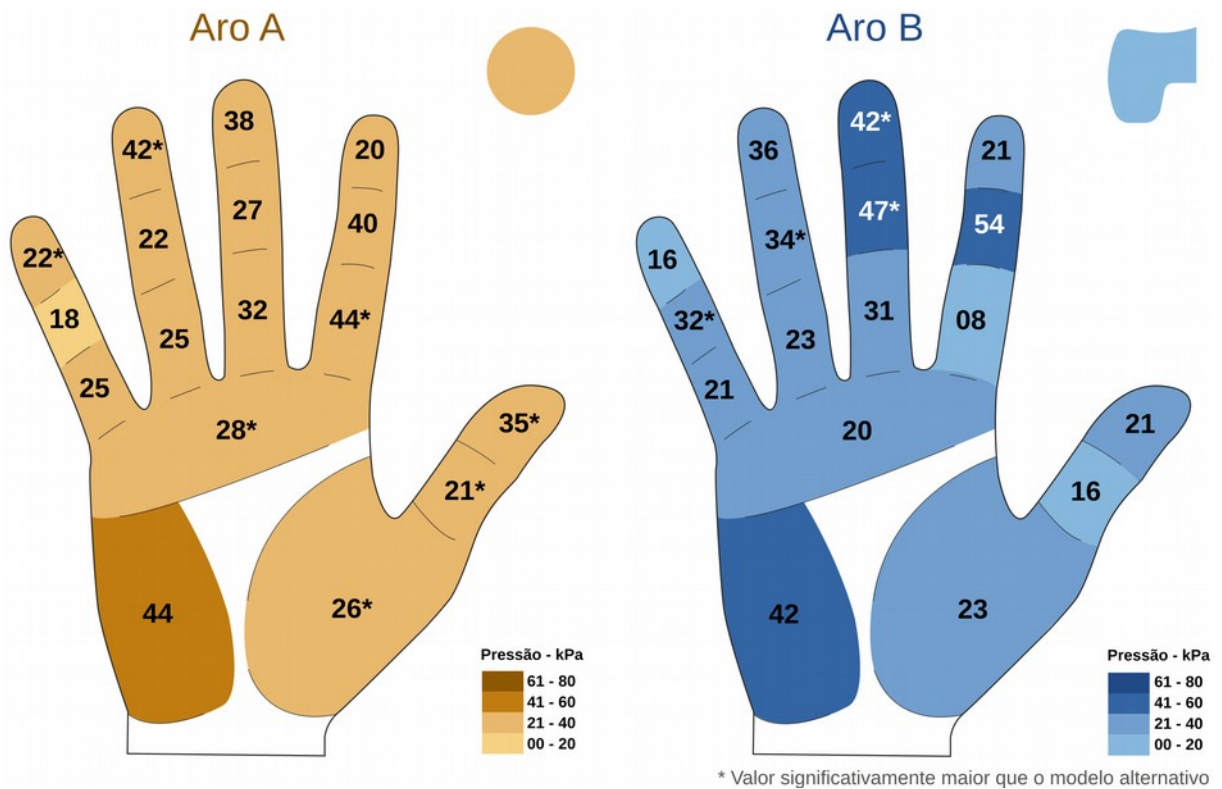 Aro A
Aro B
38
42*
42*
20
36
21
27
47*
22
40
34*
54
22*
16
18
32*
32
44*
31
08
25
23
25
21
28*
35*
20
21
21*
16
44
26*
42
23
Pressão - kPa
61 - 80
41 - 60
21 - 40
00 - 20
Pressão - kPa
61 - 80
41 - 60
21 - 40
00 - 20
* Valor significativamente maior que o modelo alternativo